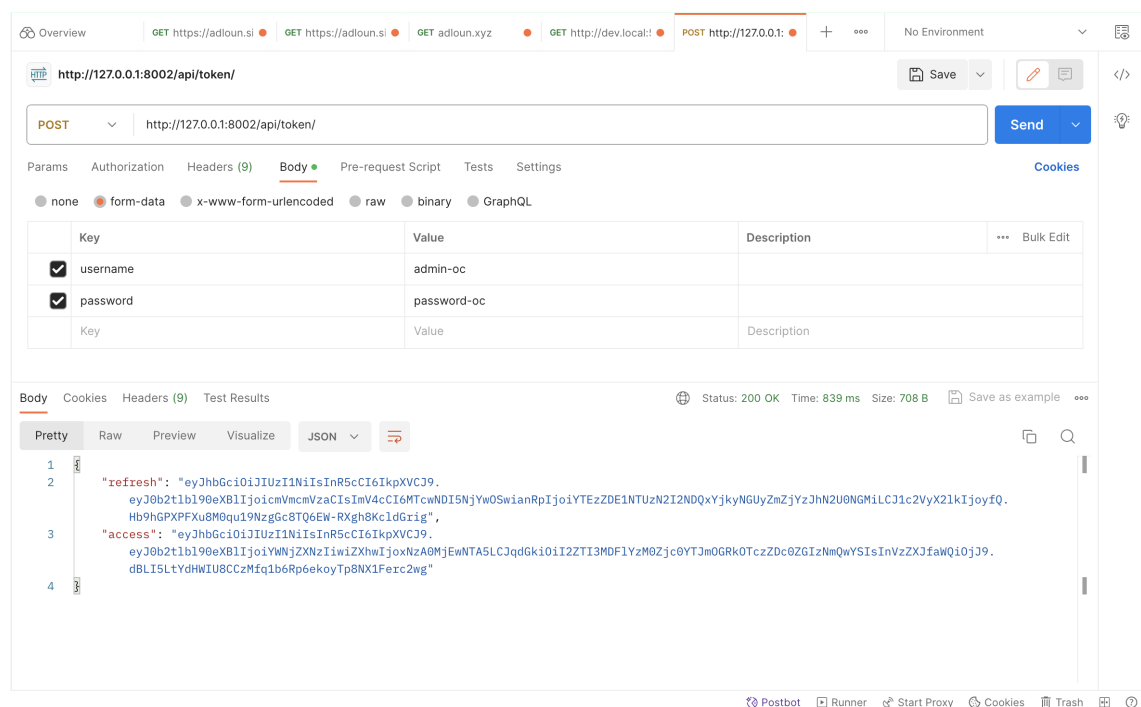 Overview GET https://adloun.si GET https://adloun.si GET adloun.xyz GET http://dev.local:! POST http://127.0.0.1: No Environment
HTTP http://127.0.0.1:8002/api/token/ Save
POST http://127.0.0.1:8002/api/token/ Send
Params Authorization Headers (9) Body Pre-request Script Tests Settings Cookies
none form-data x-www-form-urlencoded raw binary GraphQL
Key Value Description Bulk Edit
username admin-oc
password password-oc
Key Value Description
Body Cookies Headers (9) Test Results Status: 200 OK Time: 839 ms Size: 708 B Save as example
Pretty Raw Preview Visualize JSON
1 {
2 "refresh": "eyJhbGciOiJIUzI1NiIsInR5cCI6IkpXVCJ9.
eyJ0b2tlbl90eXBlIjoicmVmcmVzaCIsImV4cCI6MTcwNDI5NjYwOSwianRpIjoiYTEzZDE1NTUzN2I2NDQxYjkyNGUyZmZjYzJhN2U0NGMiLCJ1c2VyX2lkIjoyfQ.
Hb9hGPXPFXu8M0qu19NzgGc8TQ6EW-RXgh8KcldGrig",
3 "access": "eyJhbGciOiJIUzI1NiIsInR5cCI6IkpXVCJ9.
eyJ0b2tlbl90eXBlIjoiYWNjZXNzIiwiZXhwIjoxNzA0MjEwNTA5LCJqdGkiOiI2ZTI3MDFlYzM0Zjc0YTJmOGRkOTczZDc0ZGIzNmQwYSIsInVzZXJfaWQiOjJ9.
dBLI5LtYdHWIU8CCzMfq1b6Rp6ekoyTp8NX1Ferc2wg"
4 }
Postbot Runner Start Proxy Cookies Trash